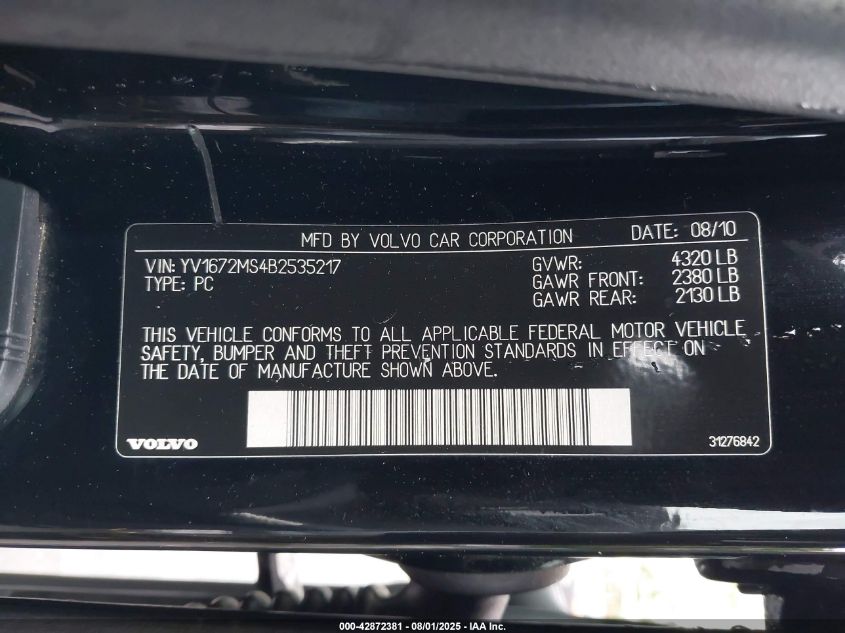 MFD BY VOLVO CAR CORPORATION DATE: 08/10
VIN: YV1672MS4B2535217 GVWR: 4320 LB
TYPE: PC GAWR FRONT: 2380 LB
GAWR REAR: 2130 LB
THIS VEHICLE CONFORMS TO ALL APPLICABLE FEDERAL MOTOR VEHICLE
SAFETY, BUMPER AND THEFT PREVENTION STANDARDS IN EFFECT ON
THE DATE OF MANUFACTURE SHOWN ABOVE.
VOLVO 31276842
000-42872381 - 08/01/2025 - IAA Inc.